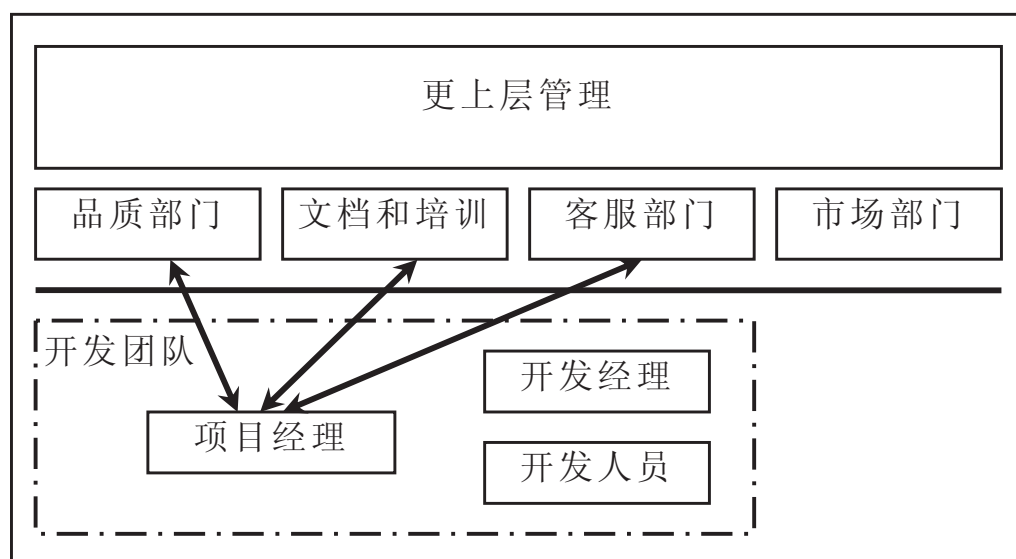 更上层管理
品质部门
文档和培训
客服部门
市场部门
开发团队
开发经理
项目经理
开发人员